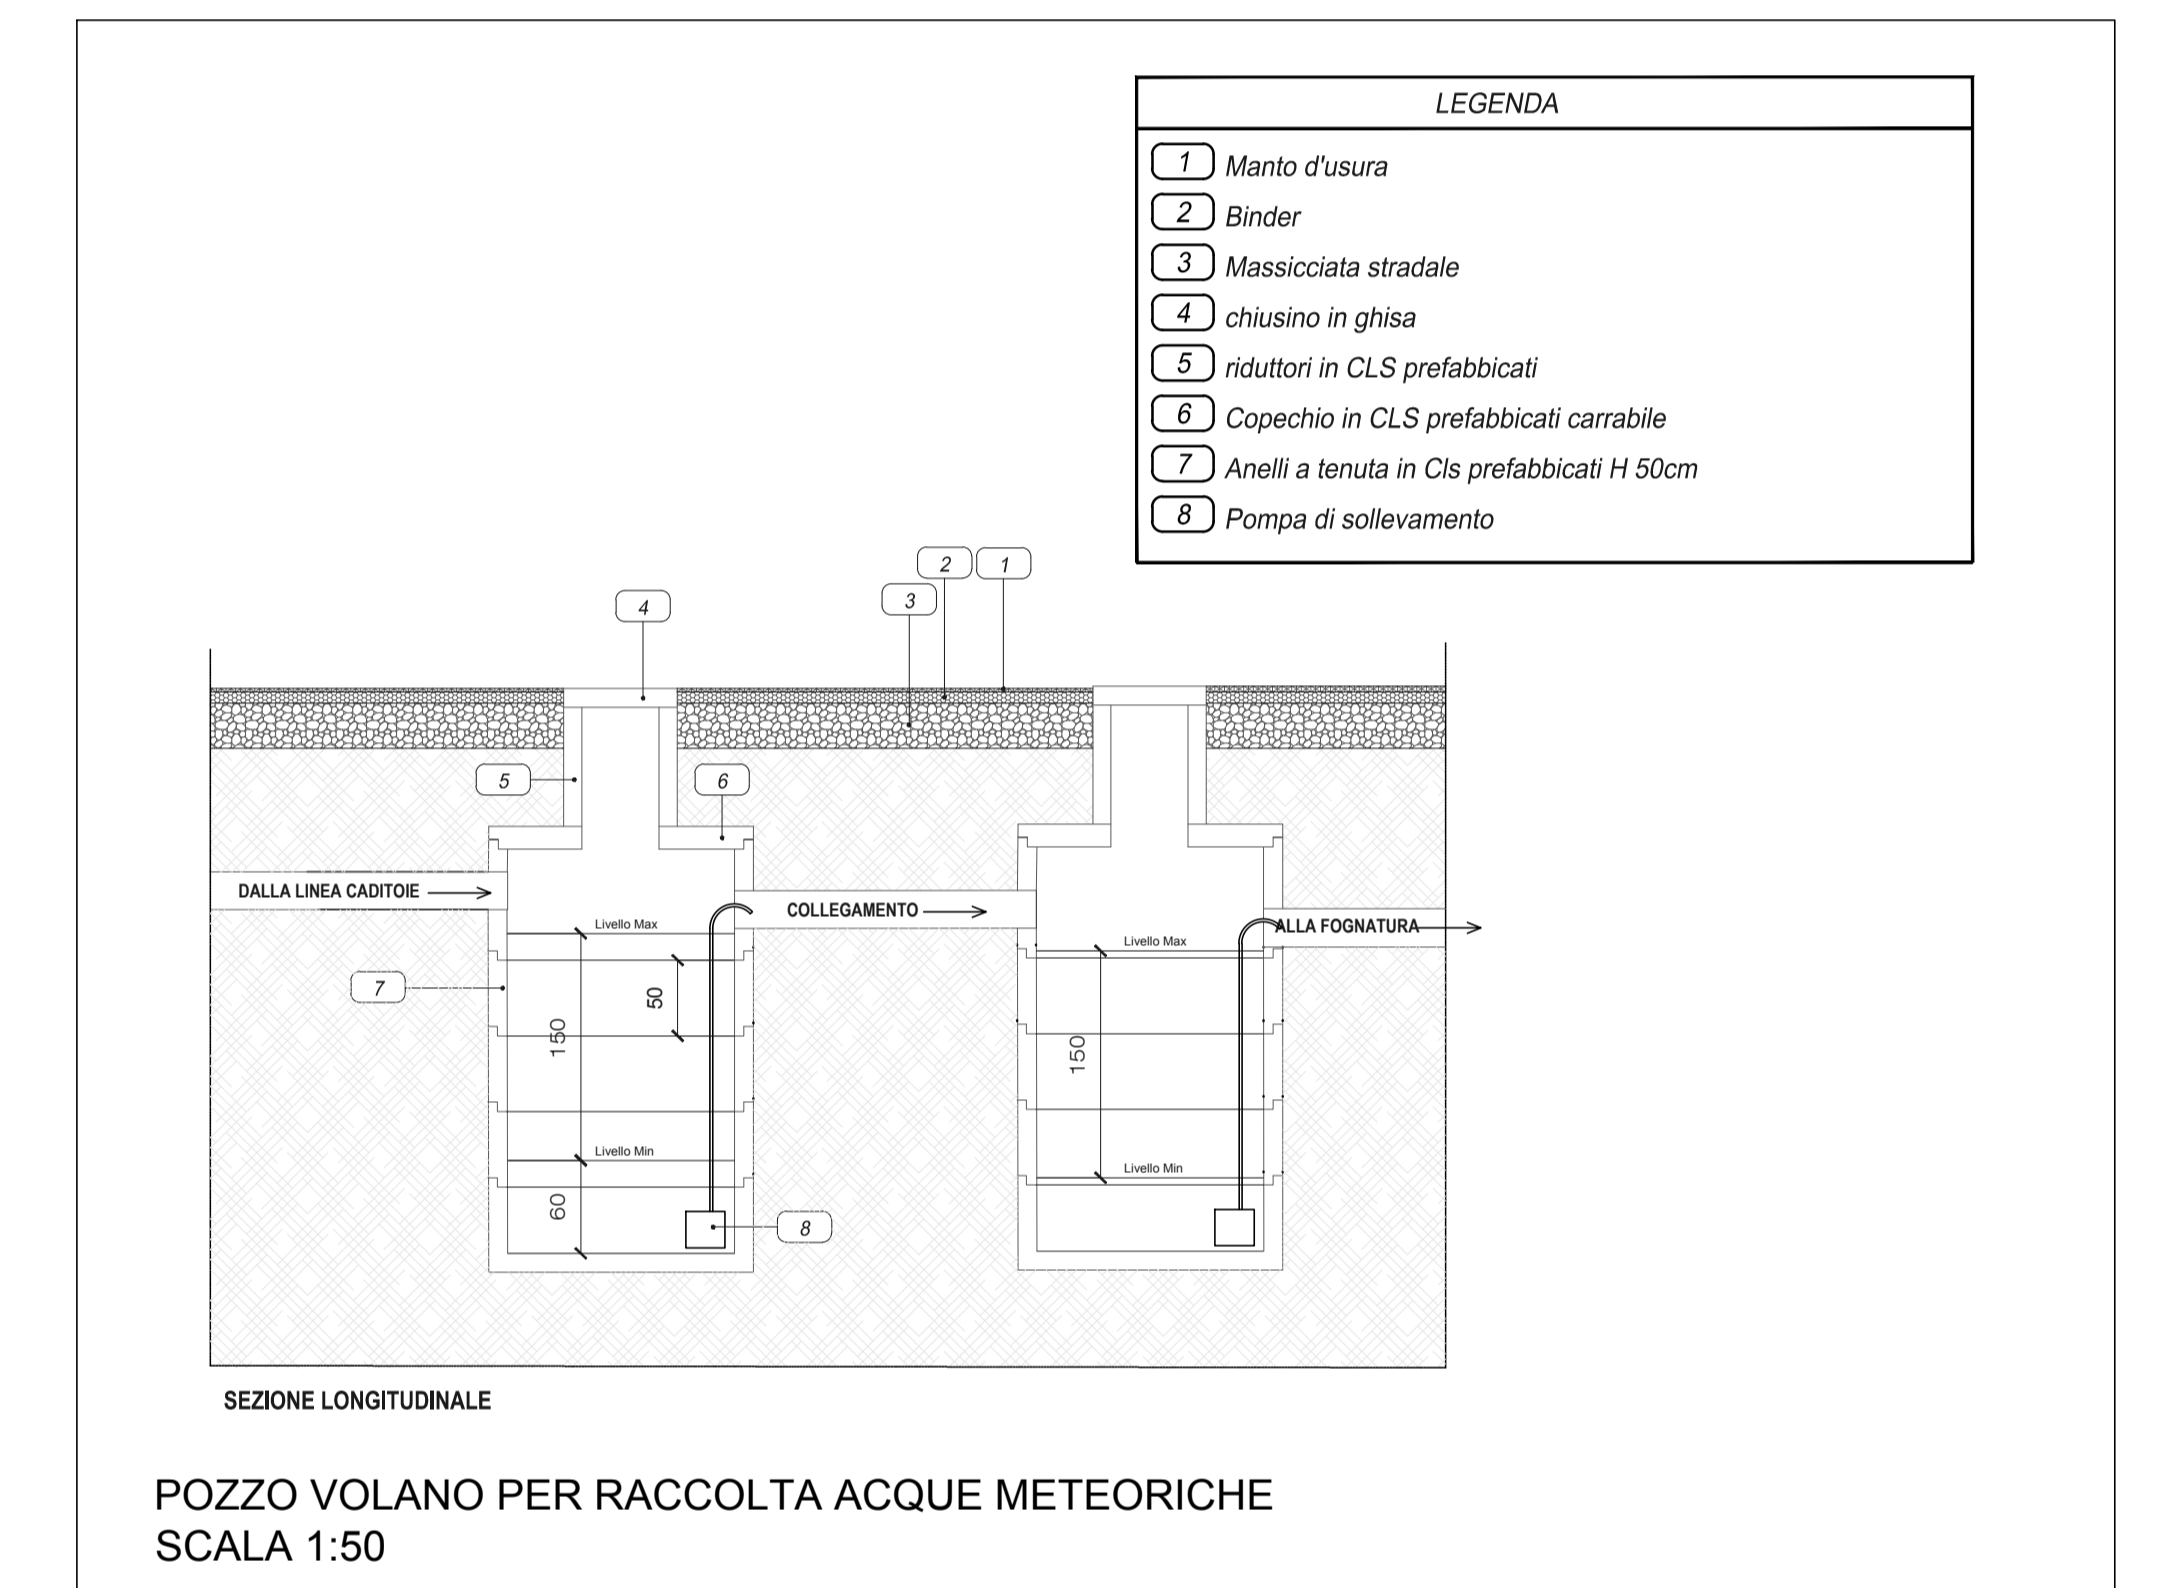 LEGENDA
1 Manto d'usura
2 Binder
3 Massicciata stradale
4 chiusino in ghisa
5 riduttori in CLS prefabbicati
6 Copechio in CLS prefabbicati carrabile
7 Anelli a tenuta in Cls prefabbicati H 50cm
8 Pompa di sollevamento
2 1
4 3
5 6
DALLA LINEA CADITOIE
COLLEGAMENTO
ALLA FOGNATURA
Livello Max
Livello Max
7
50
150
150
Livello Min
Livello Min
60
8
SEZIONE LONGITUDINALE
POZZO VOLANO PER RACCOLTA ACQUE METEORICHE
SCALA 1:50